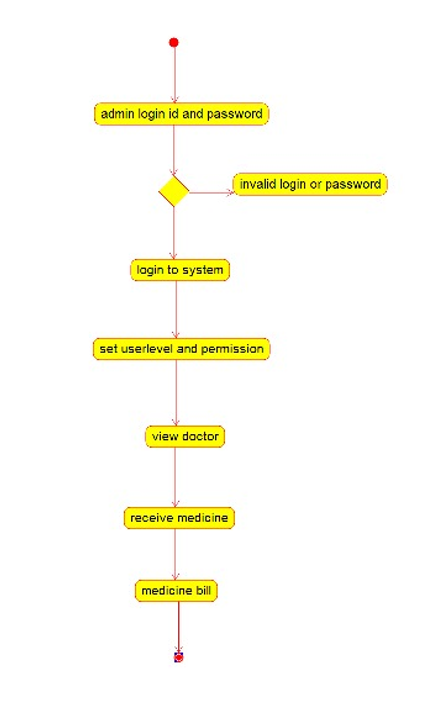 admin login id and password
invalid login or password
login to system
set userlevel and permission
view doctor
receive medicine
medicine bill